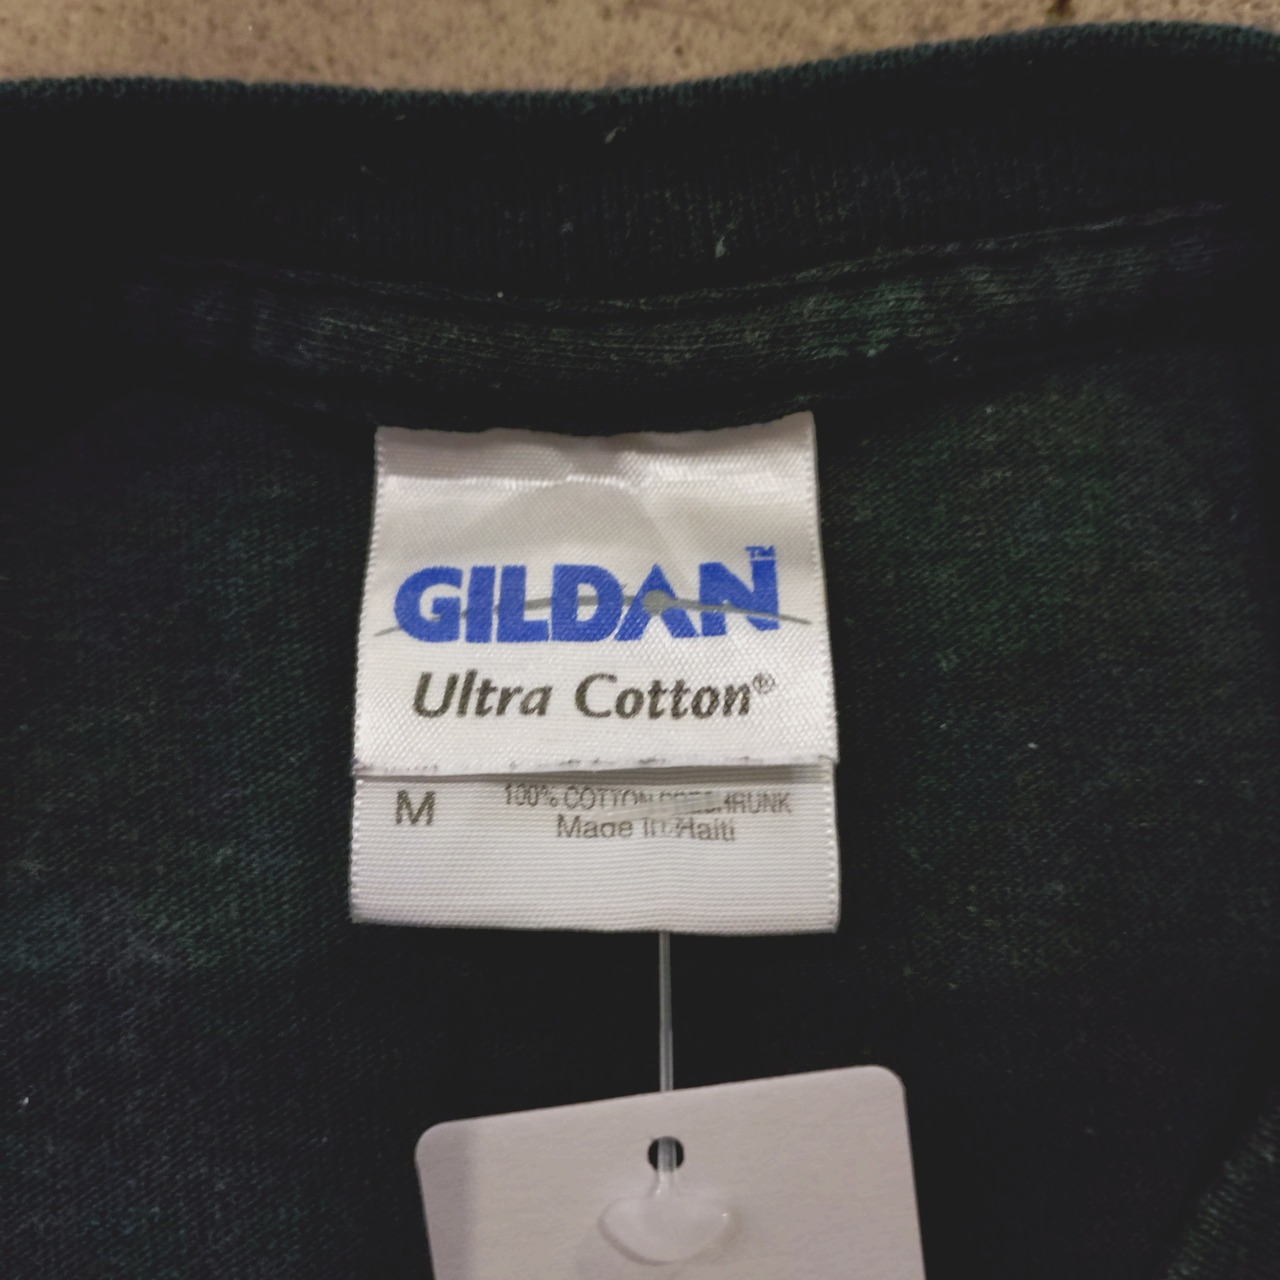 GILDAN™
Ultra Cotton®
M
100% COTTON PRESHRUNK
Made in Haiti